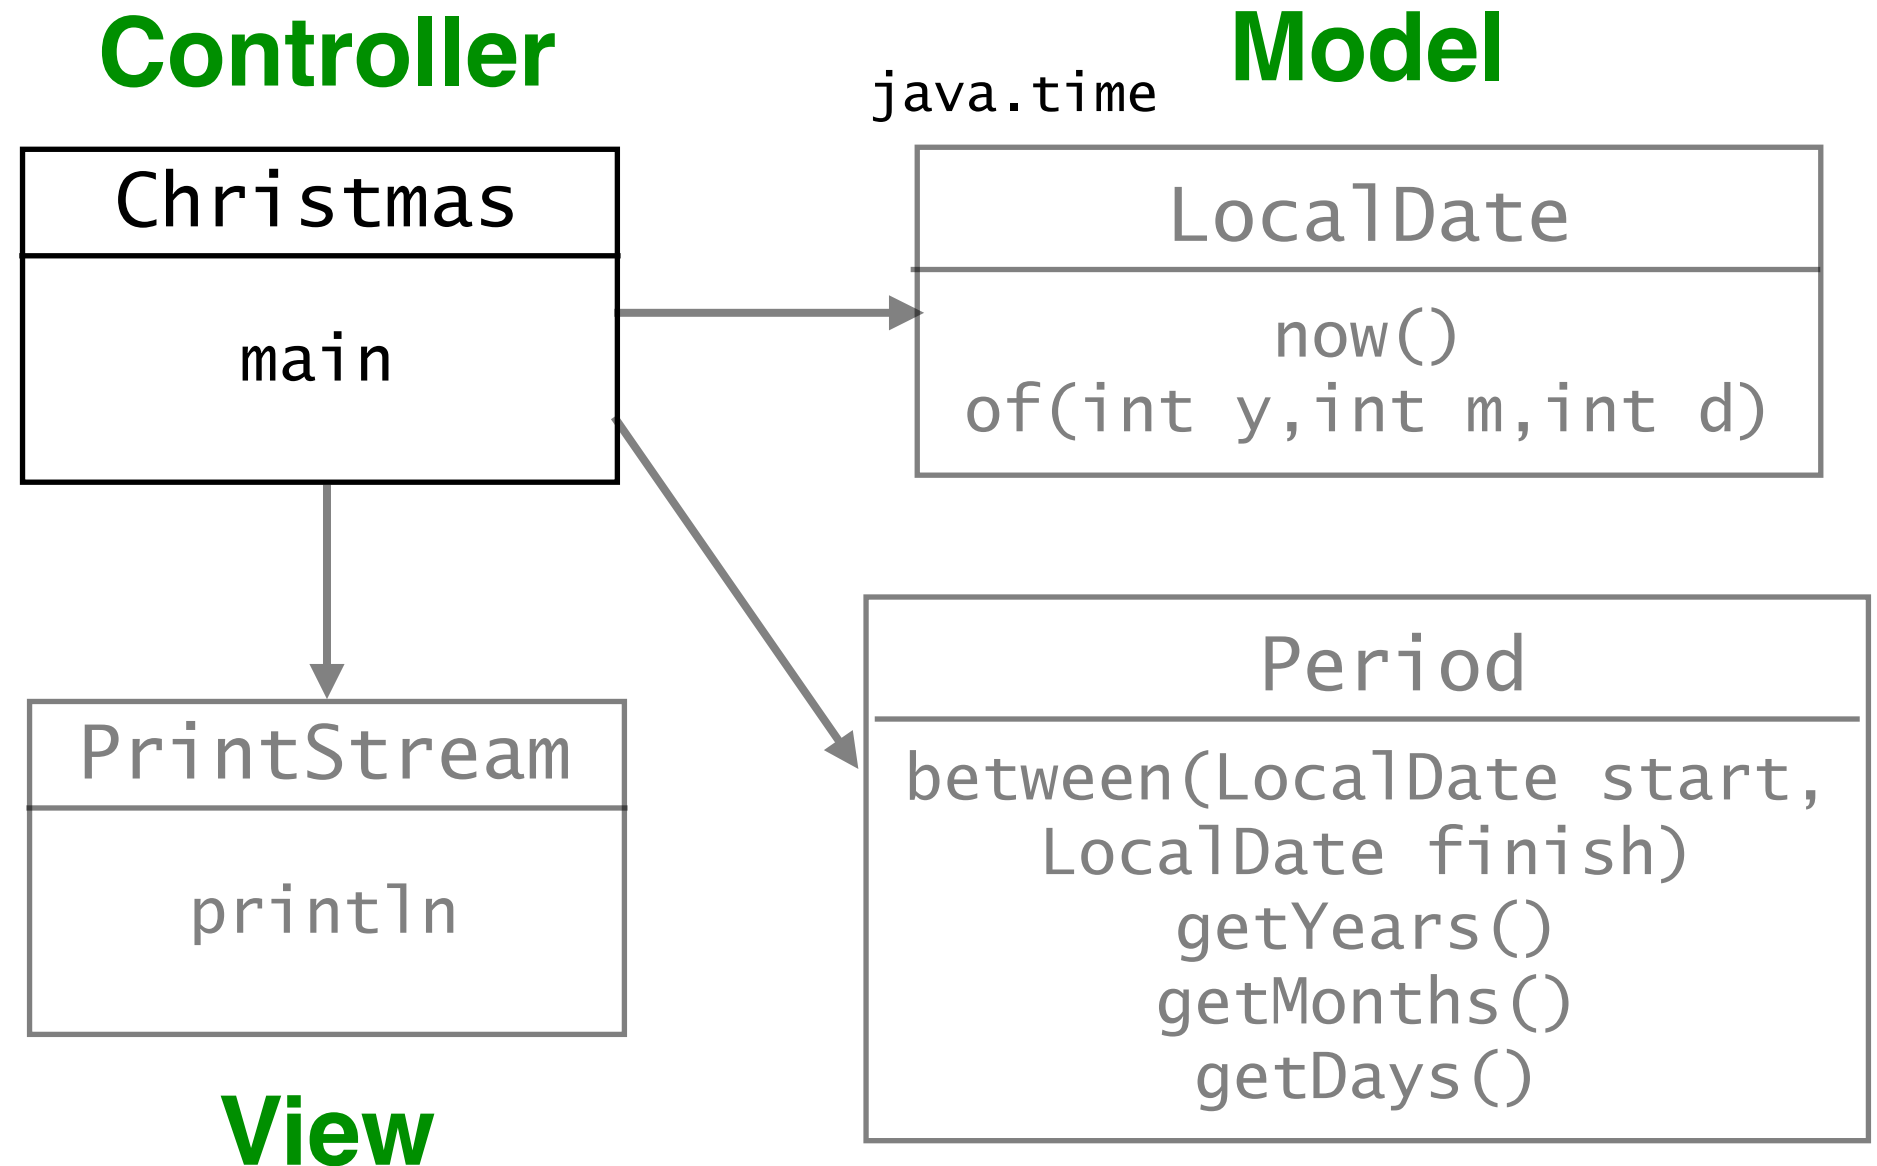 Controller
Model
java.time
Christmas
main
LocalDate
now()
of(int y,int m,int d)
PrintStream
println
Period
between(LocalDate start,
LocalDate finish)
getYears()
getMonths()
getDays()
View